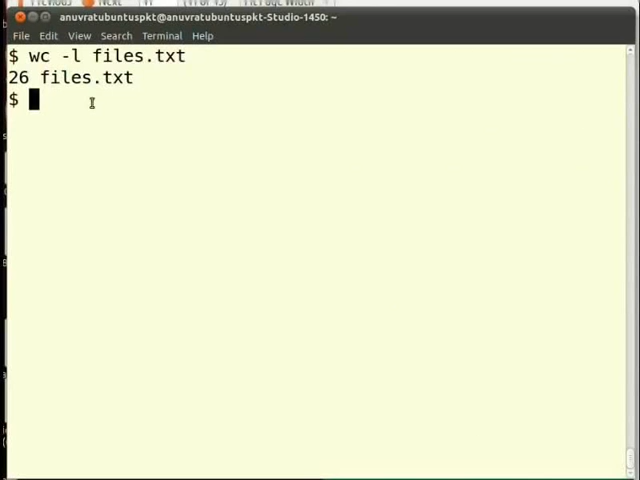 anuvratubuntuspkt@anuvratubuntuspkt-Studio-1450: ~
File Edit View Search Terminal Help
$ wc -l files.txt
26 files.txt
$